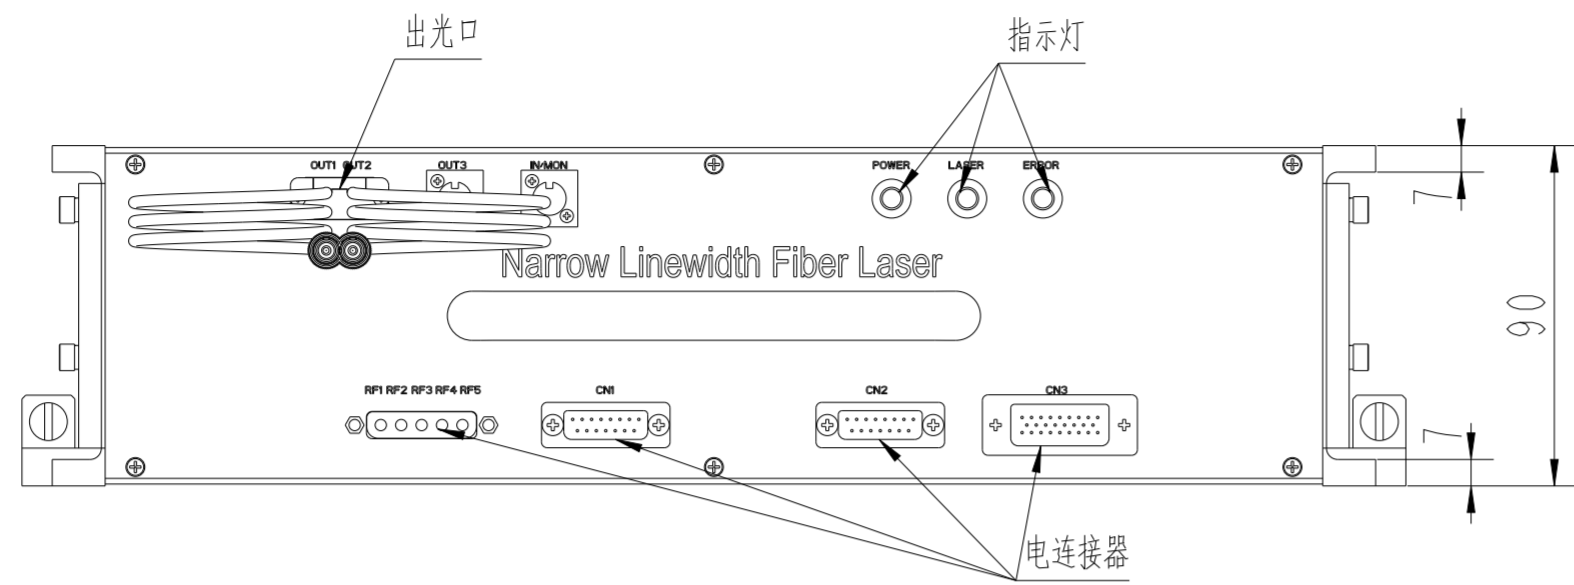 出光口
指示灯
OUT1 OUT2 OUT3 IN/MON POWER LASER ERROR
7
Narrow Linewidth Fiber Laser
90
RF1 RF2 RF3 RF4 RF5 CN1 CN2 CN3
7
电连接器